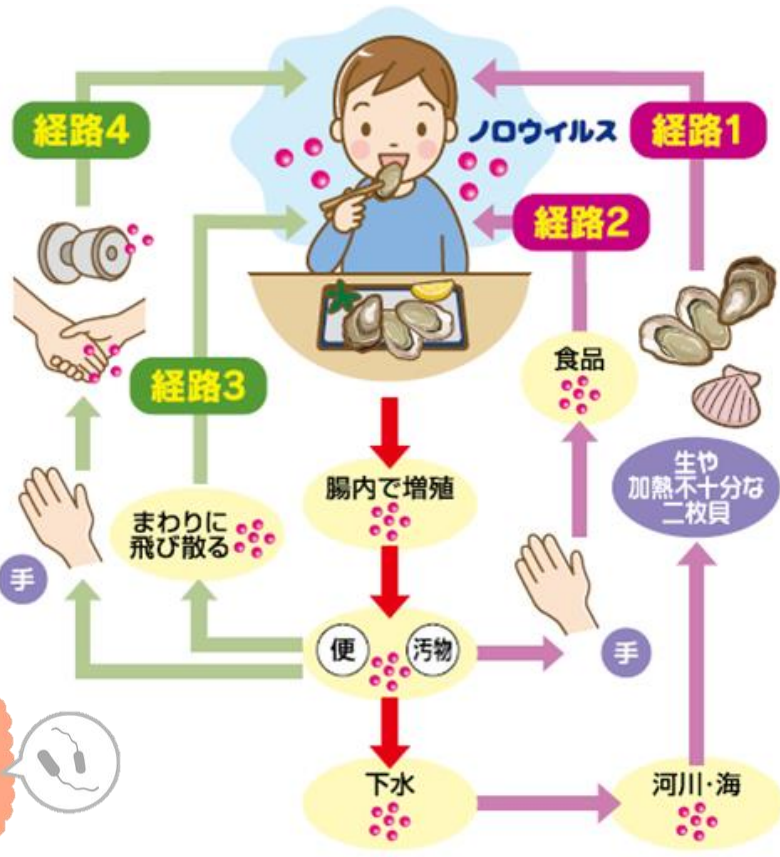 経路4
ノロウイルス
経路1
経路2
経路3
食品
生や
加熱不十分な
二枚貝
腸内で増殖
まわりに
飛び散る
手
便
汚物
手
下水
河川・海